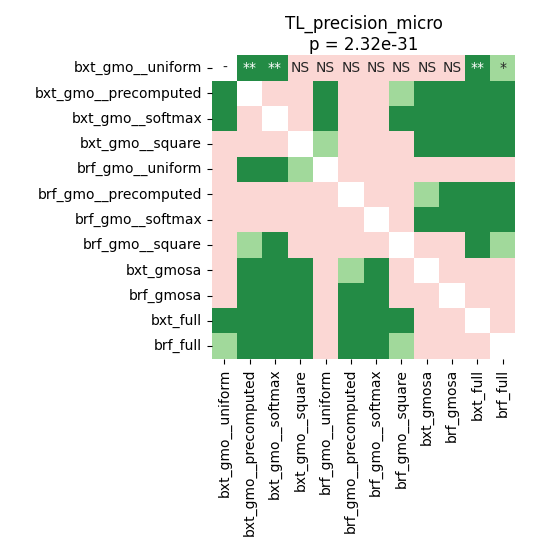 TL_precision_micro
p = 2.32e-31
bxt_gmo__uniform - ** ** NS NS NS NS NS NS NS ** *
bxt_gmo__precomputed
bxt_gmo__softmax
bxt_gmo__square
brf_gmo__uniform
brf_gmo__precomputed
brf_gmo__softmax
brf_gmo__square
bxt_gmosa
brf_gmosa
bxt_full
brf_full
bxt_gmo__uniform
bxt_gmo__precomputed
bxt_gmo__softmax
bxt_gmo__square
brf_gmo__uniform
brf_gmo__precomputed
brf_gmo__softmax
brf_gmo__square
bxt_gmosa
brf_gmosa
bxt_full
brf_full